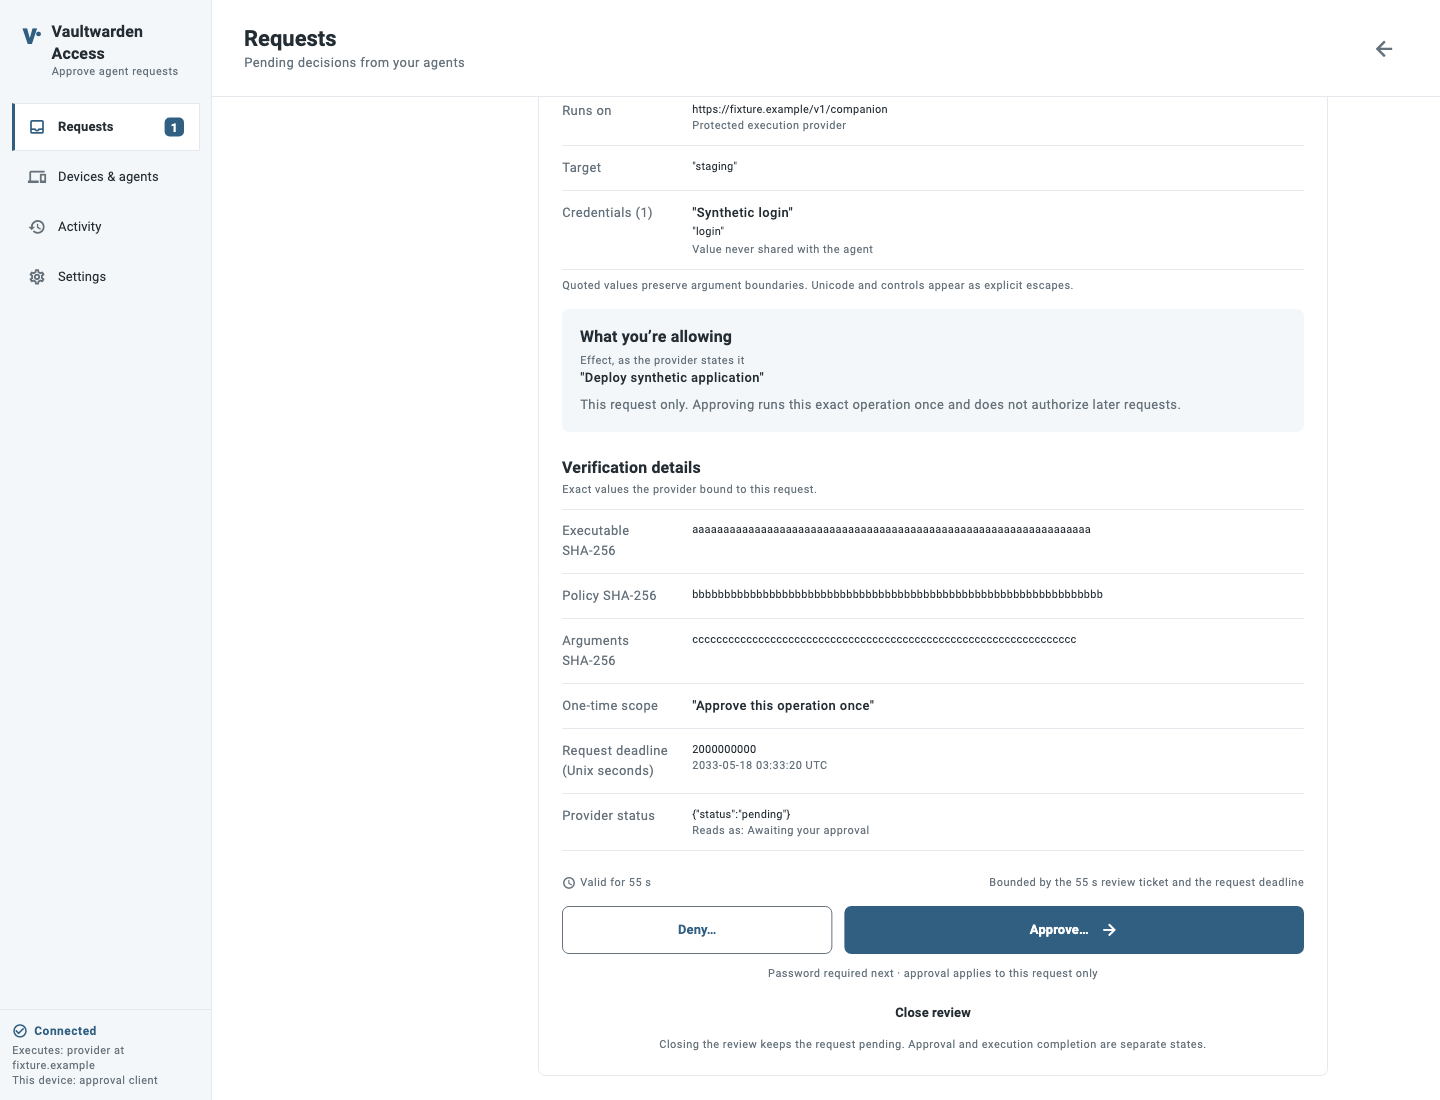 Vaultwarden
Access
Approve agent requests
Requests
1
Devices & agents
Activity
Settings
Connected
Executes: provider at
fixture.example
This device: approval client
Requests
Pending decisions from your agents
Runs on
https://fixture.example/v1/companion
Protected execution provider
Target
"staging"
Credentials (1)
"Synthetic login"
"login"
Value never shared with the agent
Quoted values preserve argument boundaries. Unicode and controls appear as explicit escapes.
What you’re allowing
Effect, as the provider states it
"Deploy synthetic application"
This request only. Approving runs this exact operation once and does not authorize later requests.
Verification details
Exact values the provider bound to this request.
Executable
SHA-256
aaaaaaaaaaaaaaaaaaaaaaaaaaaaaaaaaaaaaaaaaaaaaaaaaaaaaaaaaaaaaaaa
Policy SHA-256
bbbbbbbbbbbbbbbbbbbbbbbbbbbbbbbbbbbbbbbbbbbbbbbbbbbbbbbbbbbbbbbb
Arguments
SHA-256
cccccccccccccccccccccccccccccccccccccccccccccccccccccccccccccccc
One-time scope
"Approve this operation once"
Request deadline
(Unix seconds)
2000000000
2033-05-18 03:33:20 UTC
Provider status
{"status":"pending"}
Reads as: Awaiting your approval
Valid for 55 s
Bounded by the 55 s review ticket and the request deadline
Deny…
Approve…
Password required next · approval applies to this request only
Close review
Closing the review keeps the request pending. Approval and execution completion are separate states.